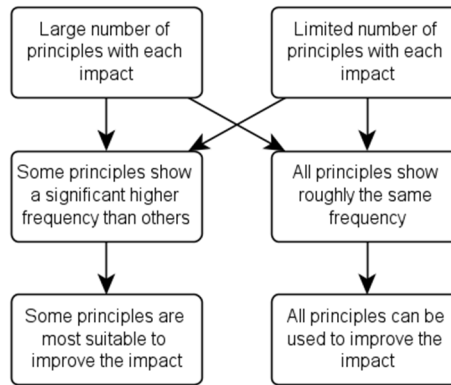 Large number of
principles with each
impact
Limited number of
principles with each
impact
Some principles show
a significant higher
frequency than others
All principles show
roughly the same
frequency
Some principles are
most suitable to
improve the impact
All principles can be
used to improve the
impact